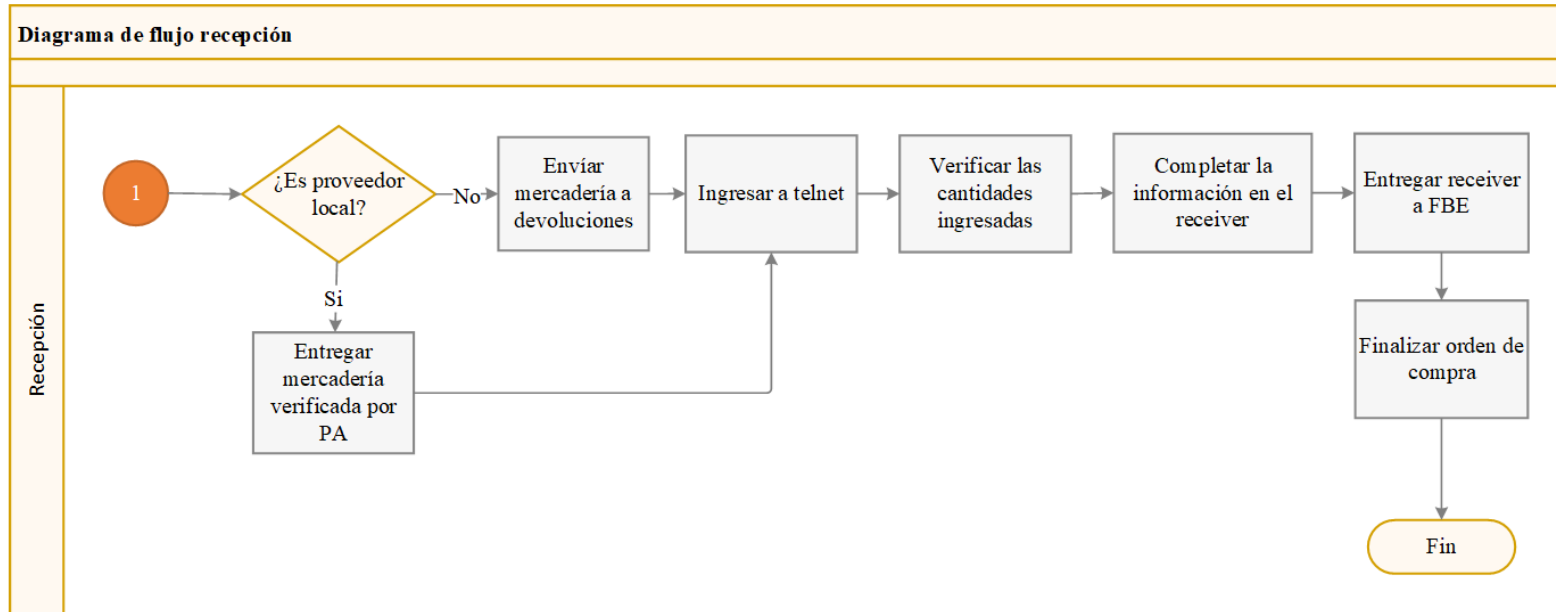 Diagrama de flujo recepción
Recepción
1
¿Es proveedor
local?
No
Envíar
mercadería a
devoluciones
Ingresar a telnet
Verificar las
cantidades
ingresadas
Completar la
información en el
receiver
Entregar receiver
a FBE
Si
Entregar
mercadería
verificada por
PA
Finalizar orden de
compra
Fin